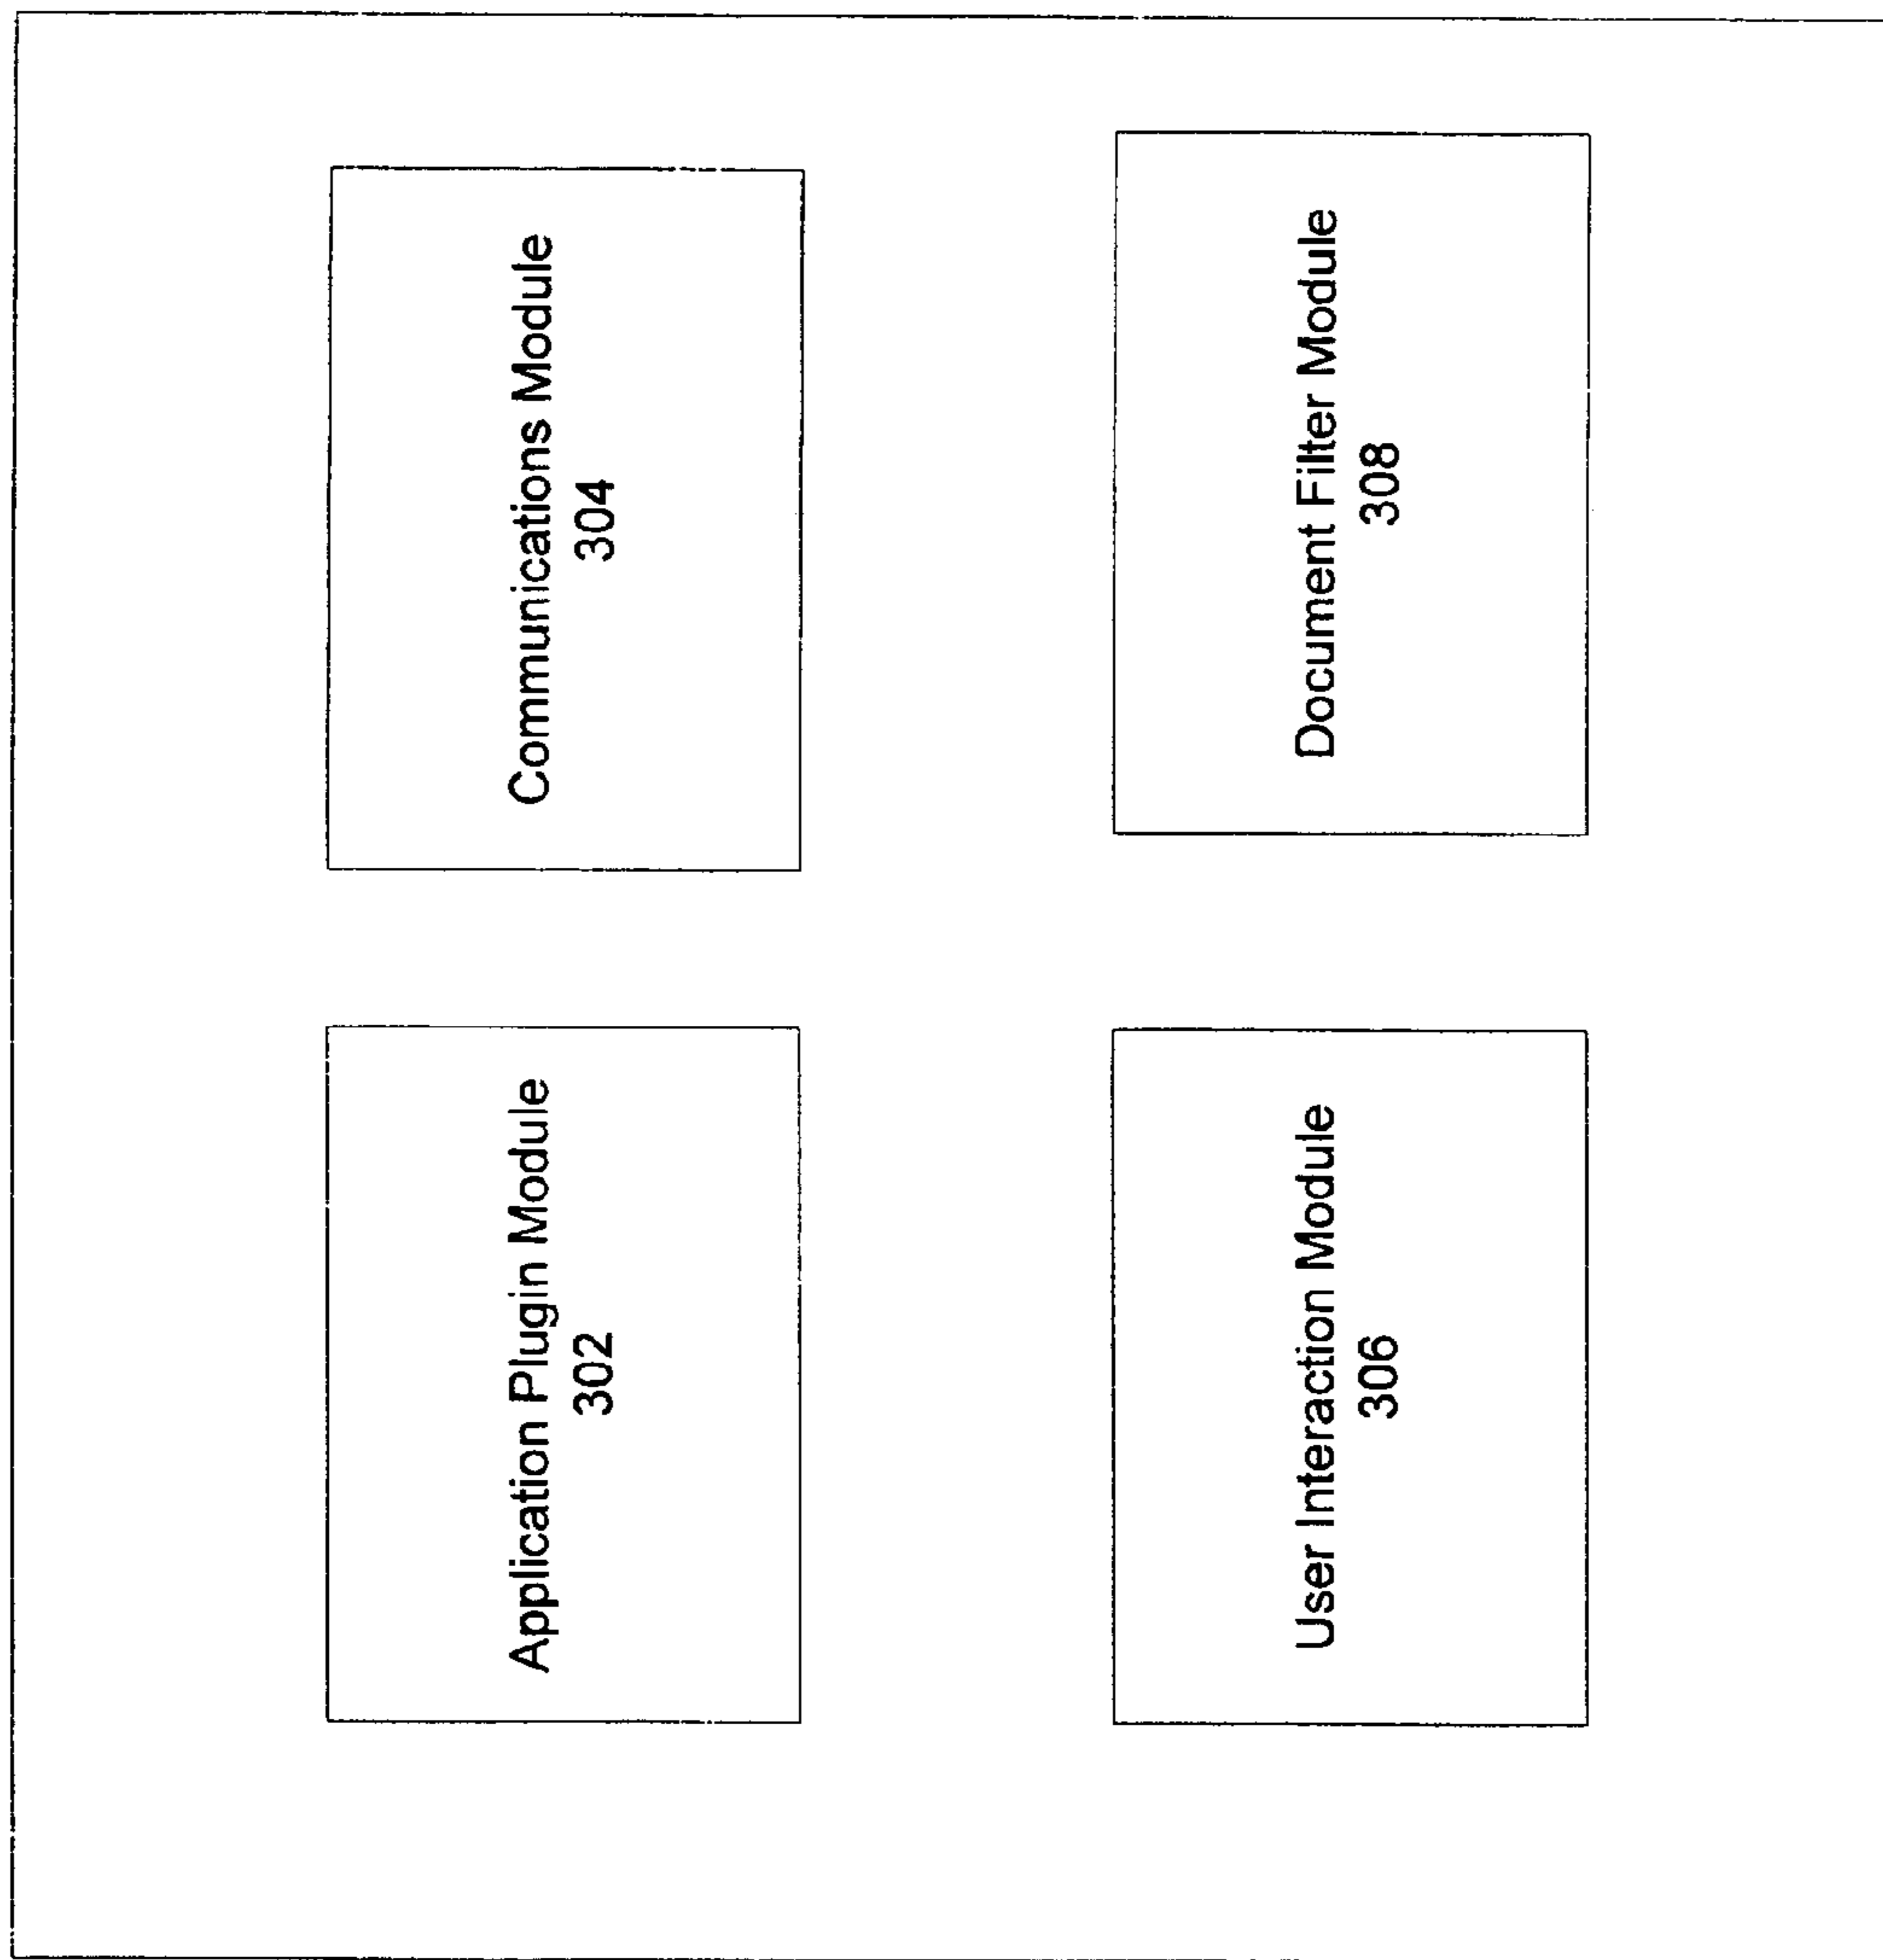 Application Plugin Module
302
Communications Module
304
User Interaction Module
306
Document Filter Module
308